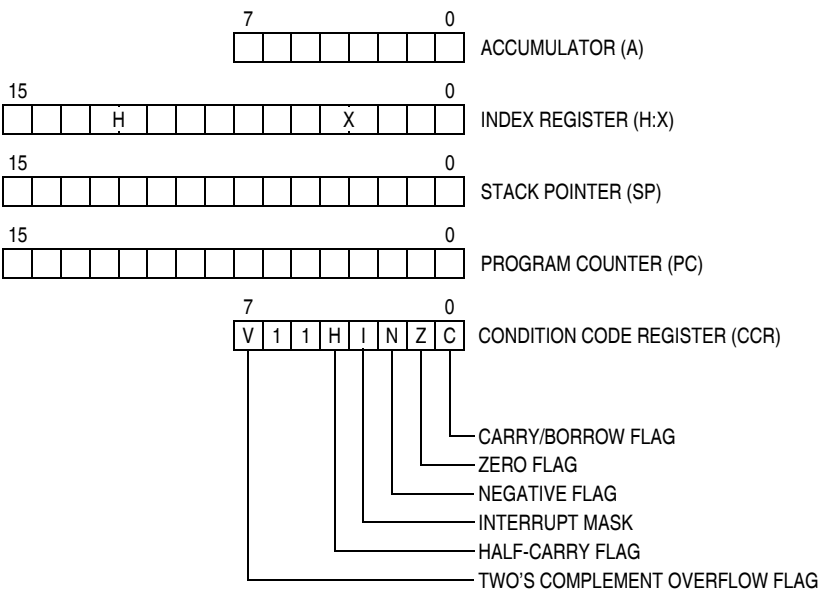 7 0
ACCUMULATOR (A)
15 0
H X INDEX REGISTER (H:X)
15 0
STACK POINTER (SP)
15 0
PROGRAM COUNTER (PC)
7 0
V 1 1 H I N Z C CONDITION CODE REGISTER (CCR)
CARRY/BORROW FLAG
ZERO FLAG
NEGATIVE FLAG
INTERRUPT MASK
HALF-CARRY FLAG
TWO'S COMPLEMENT OVERFLOW FLAG